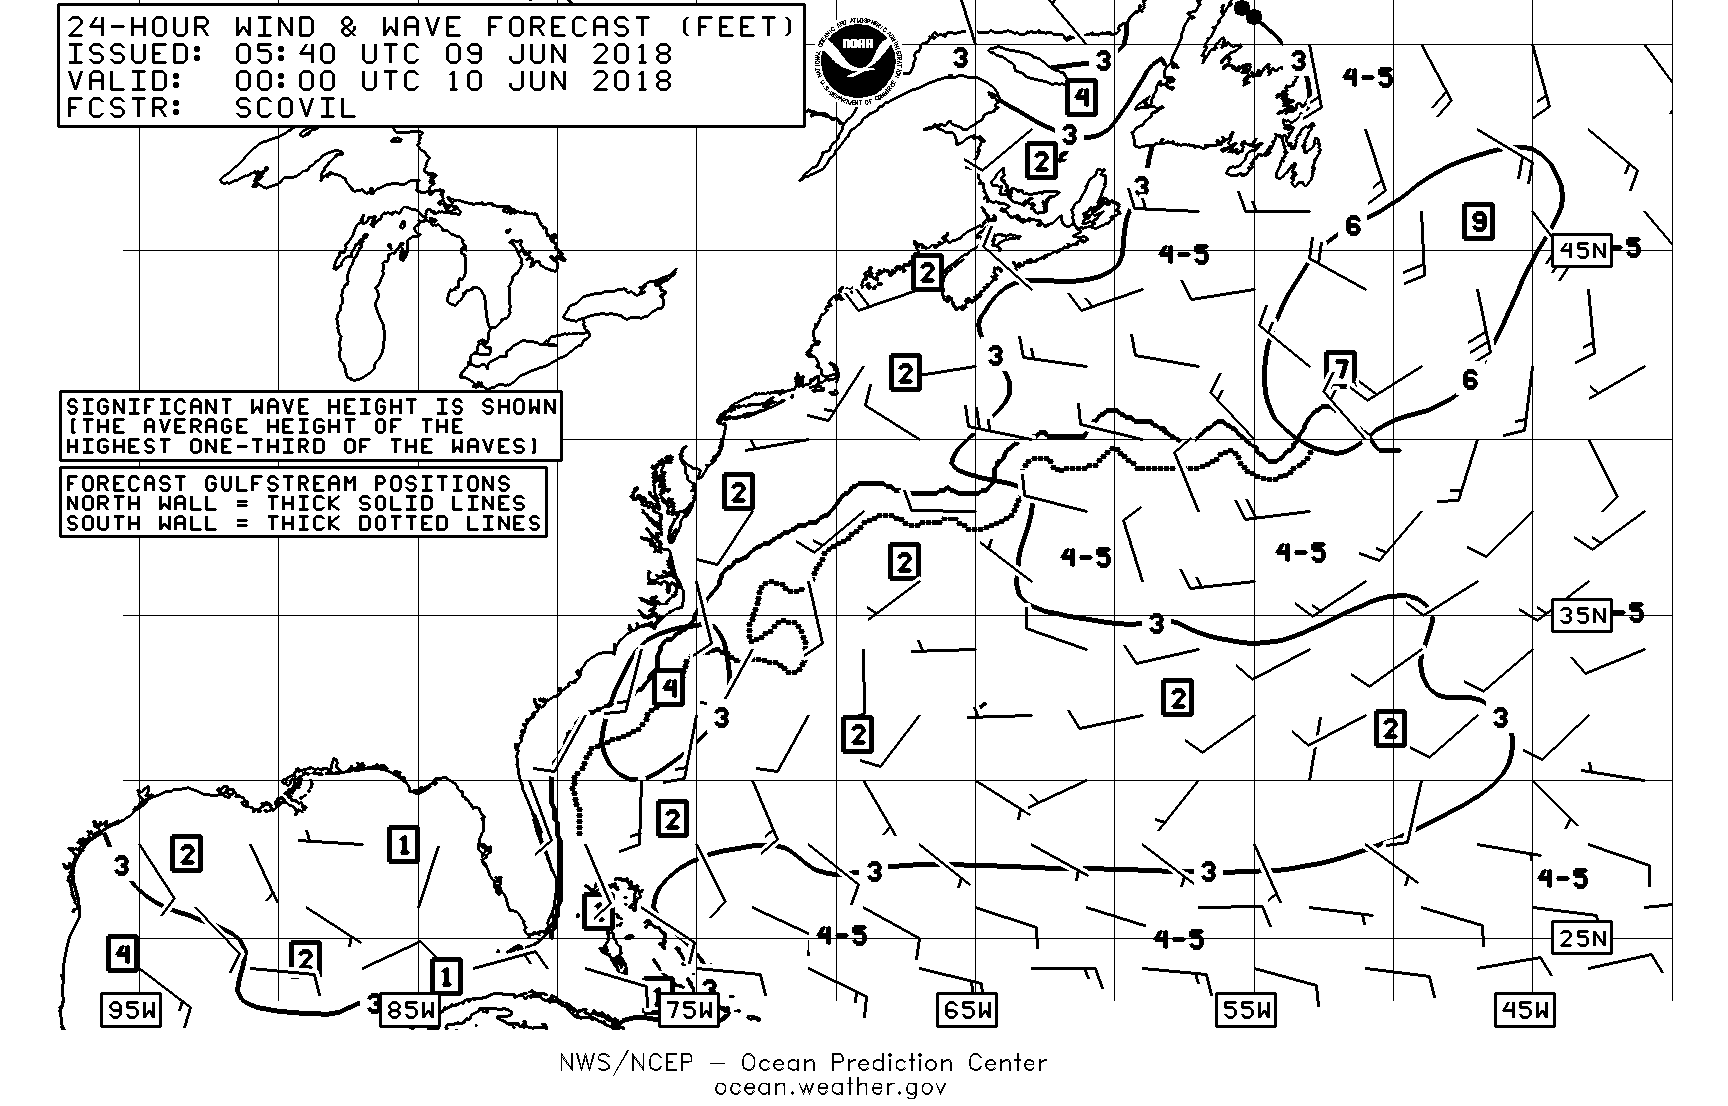 24-HOUR WIND & WAVE FORECAST (FEET)
ISSUED: 05:40 UTC 09 JUN 2018
VALID: 00:00 UTC 10 JUN 2018
FCSTR: SCOVIL
NOAA
3
3
3
4-5
4
3
2
3
6
9
4-5
45N
-5
2
3
2
7
6
SIGNIFICANT WAVE HEIGHT IS SHOWN
(THE AVERAGE HEIGHT OF THE
HIGHEST ONE-THIRD OF THE WAVES)
FORECAST GULFSTREAM POSITIONS
NORTH WALL = THICK SOLID LINES
SOUTH WALL = THICK DOTTED LINES
2
2
4-5
4-5
3
35N
-5
4
3
2
2
2
3
2
2
1
3
3
3
4-5
4-5
4-5
25N
4
2
1
1
3
3
95W
85W
75W
65W
55W
45W
NWS/NCEP – Ocean Prediction Center
ocean.weather.gov